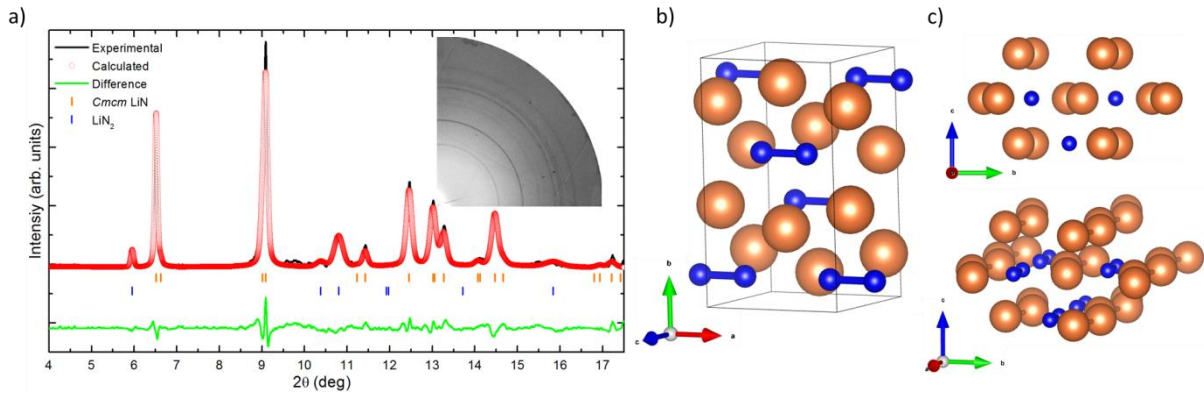 a)
Experimental
Calculated
Difference
Cmcm LiN
LiN₂
Intensiy (arb. units)
4 5 6 7 8 9 10 11 12 13 14 15 16 17
2θ (deg)
b)
b
a
c
c)
c
b
c
b
a